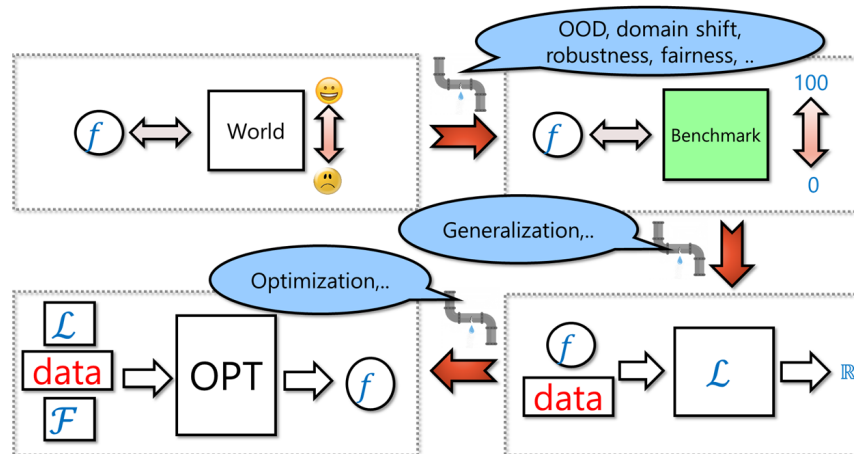 OOD, domain shift,
robustness, fairness, ..
f
World
f
Benchmark
100
0
Generalization,..
Optimization,..
ℒ
data
ℱ
OPT
f
f
data
ℒ
ℝ